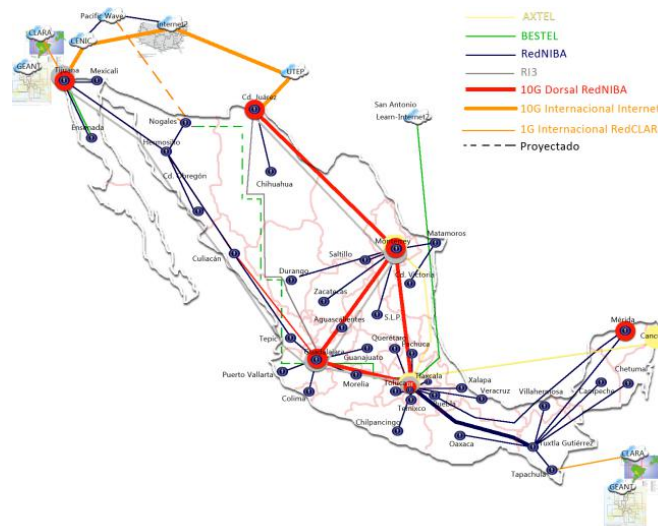 Pacific Wave
Internet2
CLARA
CENIC
GEANT
Tijuana
Mexicali
UTEP
Ensenada
Nogales
Cd. Juárez
Hermosillo
San Antonio
Learn-Internet2
Chihuahua
Cd. Obregón
Culiacán
Monterrey
Matamoros
Saltillo
Durango
Cd. Victoria
Zacatecas
S.L.P.
Aguascalientes
Mérida
Tepic
Querétaro
Pachuca
Guanajuato
Puerto Vallarta
Morelia
Toluca
Tlaxcala
Xalapa
Veracruz
Villahermosa
Campeche
Chetumal
Colima
Temixco
Puebla
Chilpancingo
Oaxaca
Tuxtla Gutiérrez
Tapachula
CLARA
GEANT
AXTEL
BESTEL
RedNIBA
RI3
10G Dorsal RedNIBA
10G Internacional Internet
1G Internacional RedCLAR
Proyectado